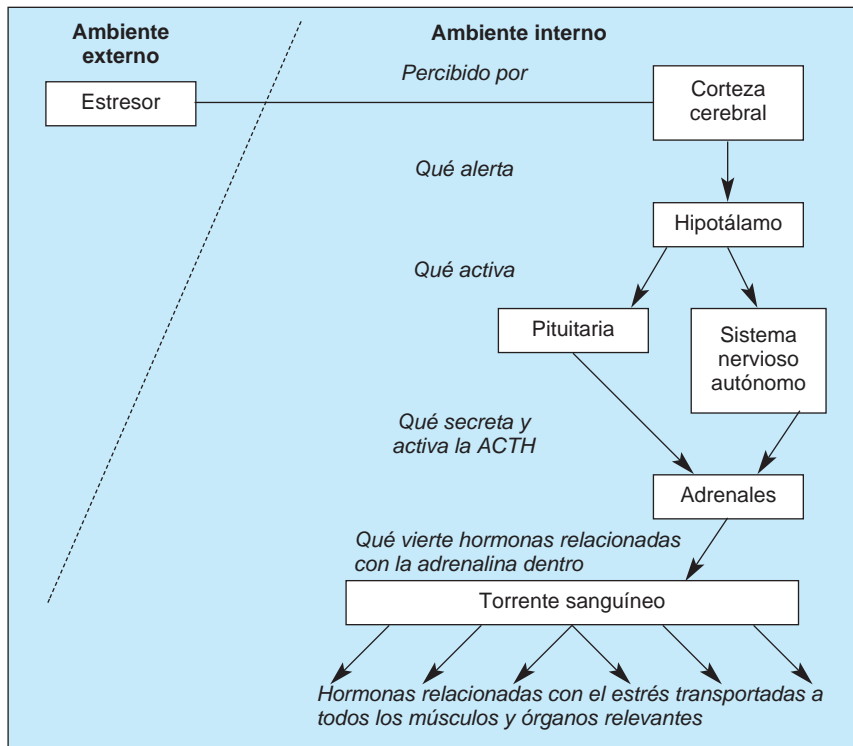 Ambiente
externo
Ambiente interno
Percibido por
Estresor
Corteza
cerebral
Qué alerta
Hipotálamo
Qué activa
Pituitaria
Sistema
nervioso
autónomo
Qué secreta y
activa la ACTH
Adrenales
Qué vierte hormonas relacionadas
con la adrenalina dentro
Torrente sanguíneo
Hormonas relacionadas con el estrés transportadas a
todos los músculos y órganos relevantes